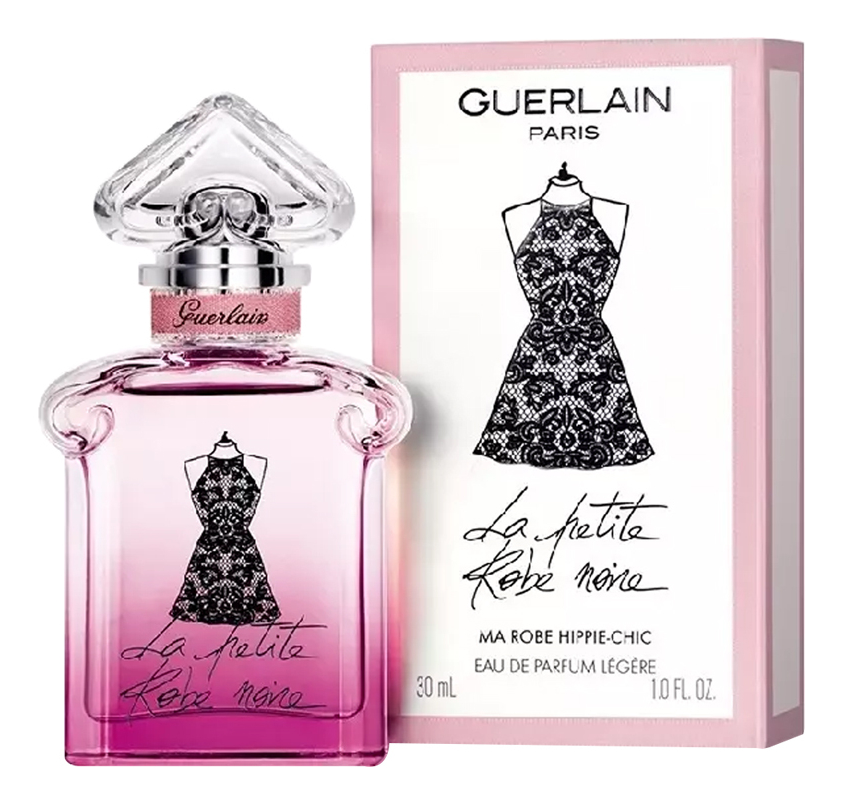 Guerlain
La petite
Robe noire
GUERLAIN
PARIS
La petite
Robe noire
MA ROBE HIPPIE-CHIC
EAU DE PARFUM LÉGÈRE
30 mL 1.0 FL. OZ.